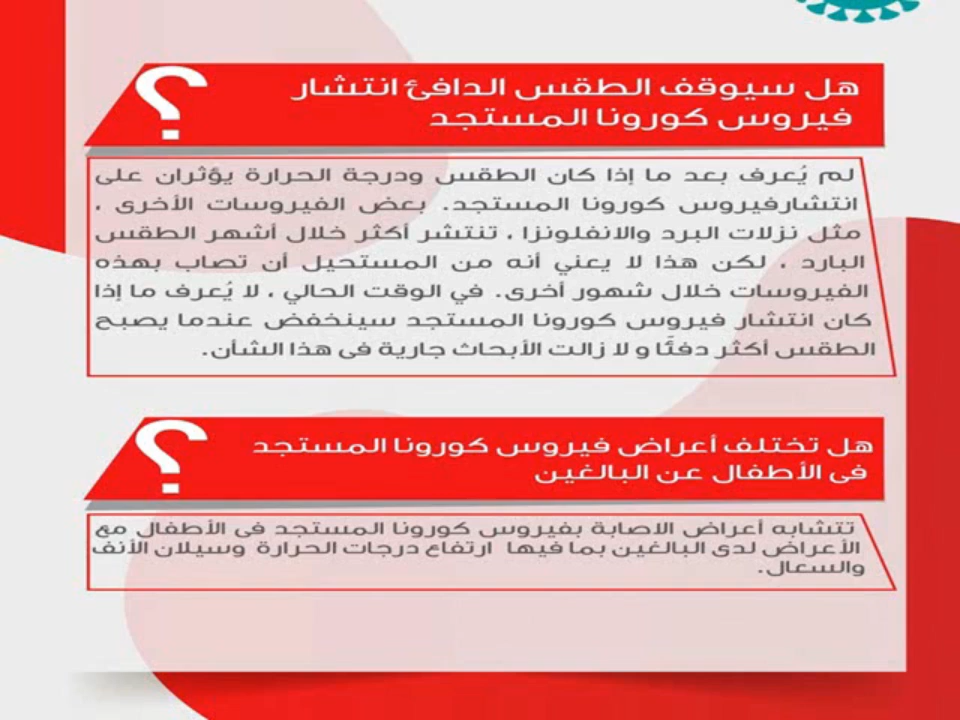 هل سيوقف الطقس الدافئ انتشار
فيروس كورونا المستجد
؟
لم يُعرف بعد ما إذا كان الطقس ودرجة الحرارة يؤثران على
انتشارفيروس كورونا المستجد. بعض الفيروسات الأخرى ،
مثل نزلات البرد والانفلونزا ، تنتشر أكثر خلال أشهر الطقس
البارد ، لكن هذا لا يعني أنه من المستحيل أن تصاب بهذه
الفيروسات خلال شهور أخرى. في الوقت الحالي ، لا يُعرف ما إذا
كان انتشار فيروس كورونا المستجد سينخفض عندما يصبح
الطقس أكثر دفئًا و لا زالت الأبحاث جارية فى هذا الشأن.
هل تختلف أعراض فيروس كورونا المستجد
فى الأطفال عن البالغين
؟
تتشابه أعراض الاصابة بفيروس كورونا المستجد فى الأطفال مع
الأعراض لدى البالغين بما فيها ارتفاع درجات الحرارة وسيلان الأنف
والسعال.